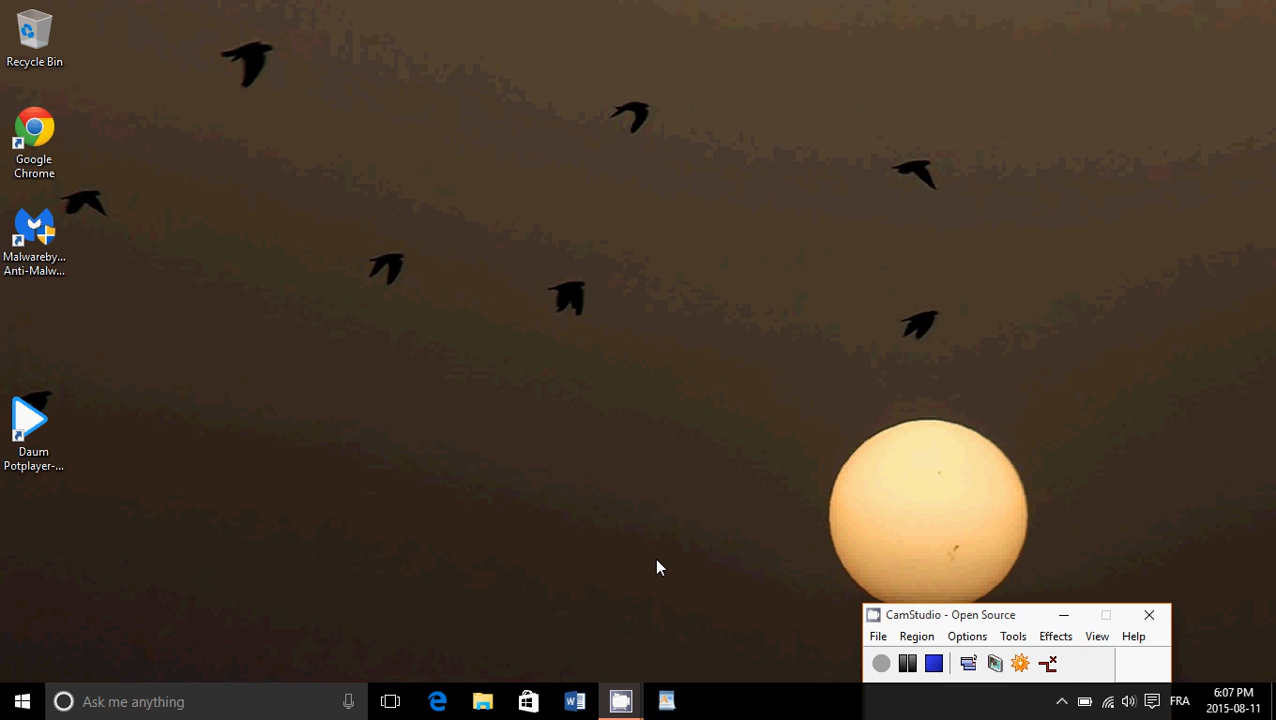 Recycle Bin
Google
Chrome
Malwareby...
Anti-Malw...
Daum
Potplayer-...
CamStudio - Open Source
File Region Options Tools Effects View Help
Ask me anything
FRA
6:07 PM
2015-08-11